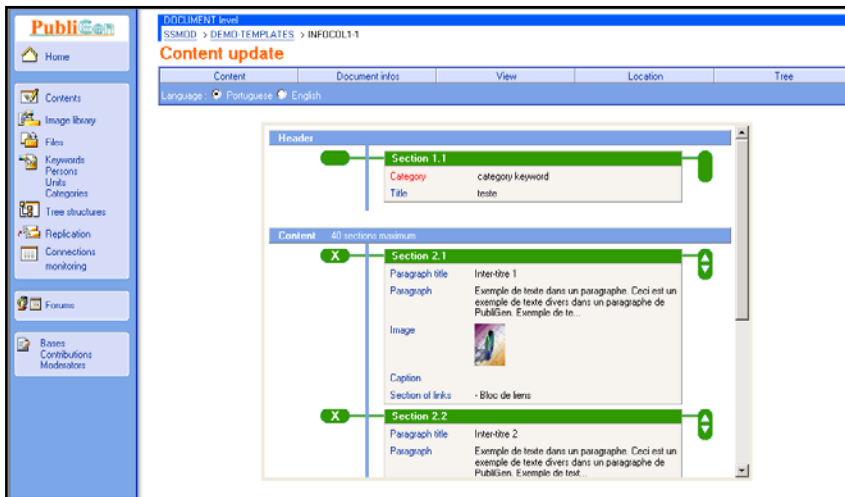 PubliGen
Home
Contents
Image library
Files
Keywords
Persons
Units
Categories
Tree structures
Replication
Connections
monitoring
Forums
Bases
Contributions
Moderators
DOCUMENT level
SSMOD > DEMO-TEMPLATES > INFOCOL1-1
Content update
Content Document infos View Location Tree
Language : Portuguese English
Header
Section 1.1
Category category keyword
Title teste
Content 40 sections maximum
X Section 2.1
Paragraph title Inter-titre 1
Paragraph Exemple de texte dans un paragraphe. Ceci est un
exemple de texte divers dans un paragraphe de
PubliGen. Exemple de te...
Image
Caption
Section of links - Bloc de liens
X Section 2.2
Paragraph title Inter-titre 2
Paragraph Exemple de texte dans un paragraphe. Ceci est un
exemple de texte divers dans un paragraphe de
PubliGen. Exemple de text...